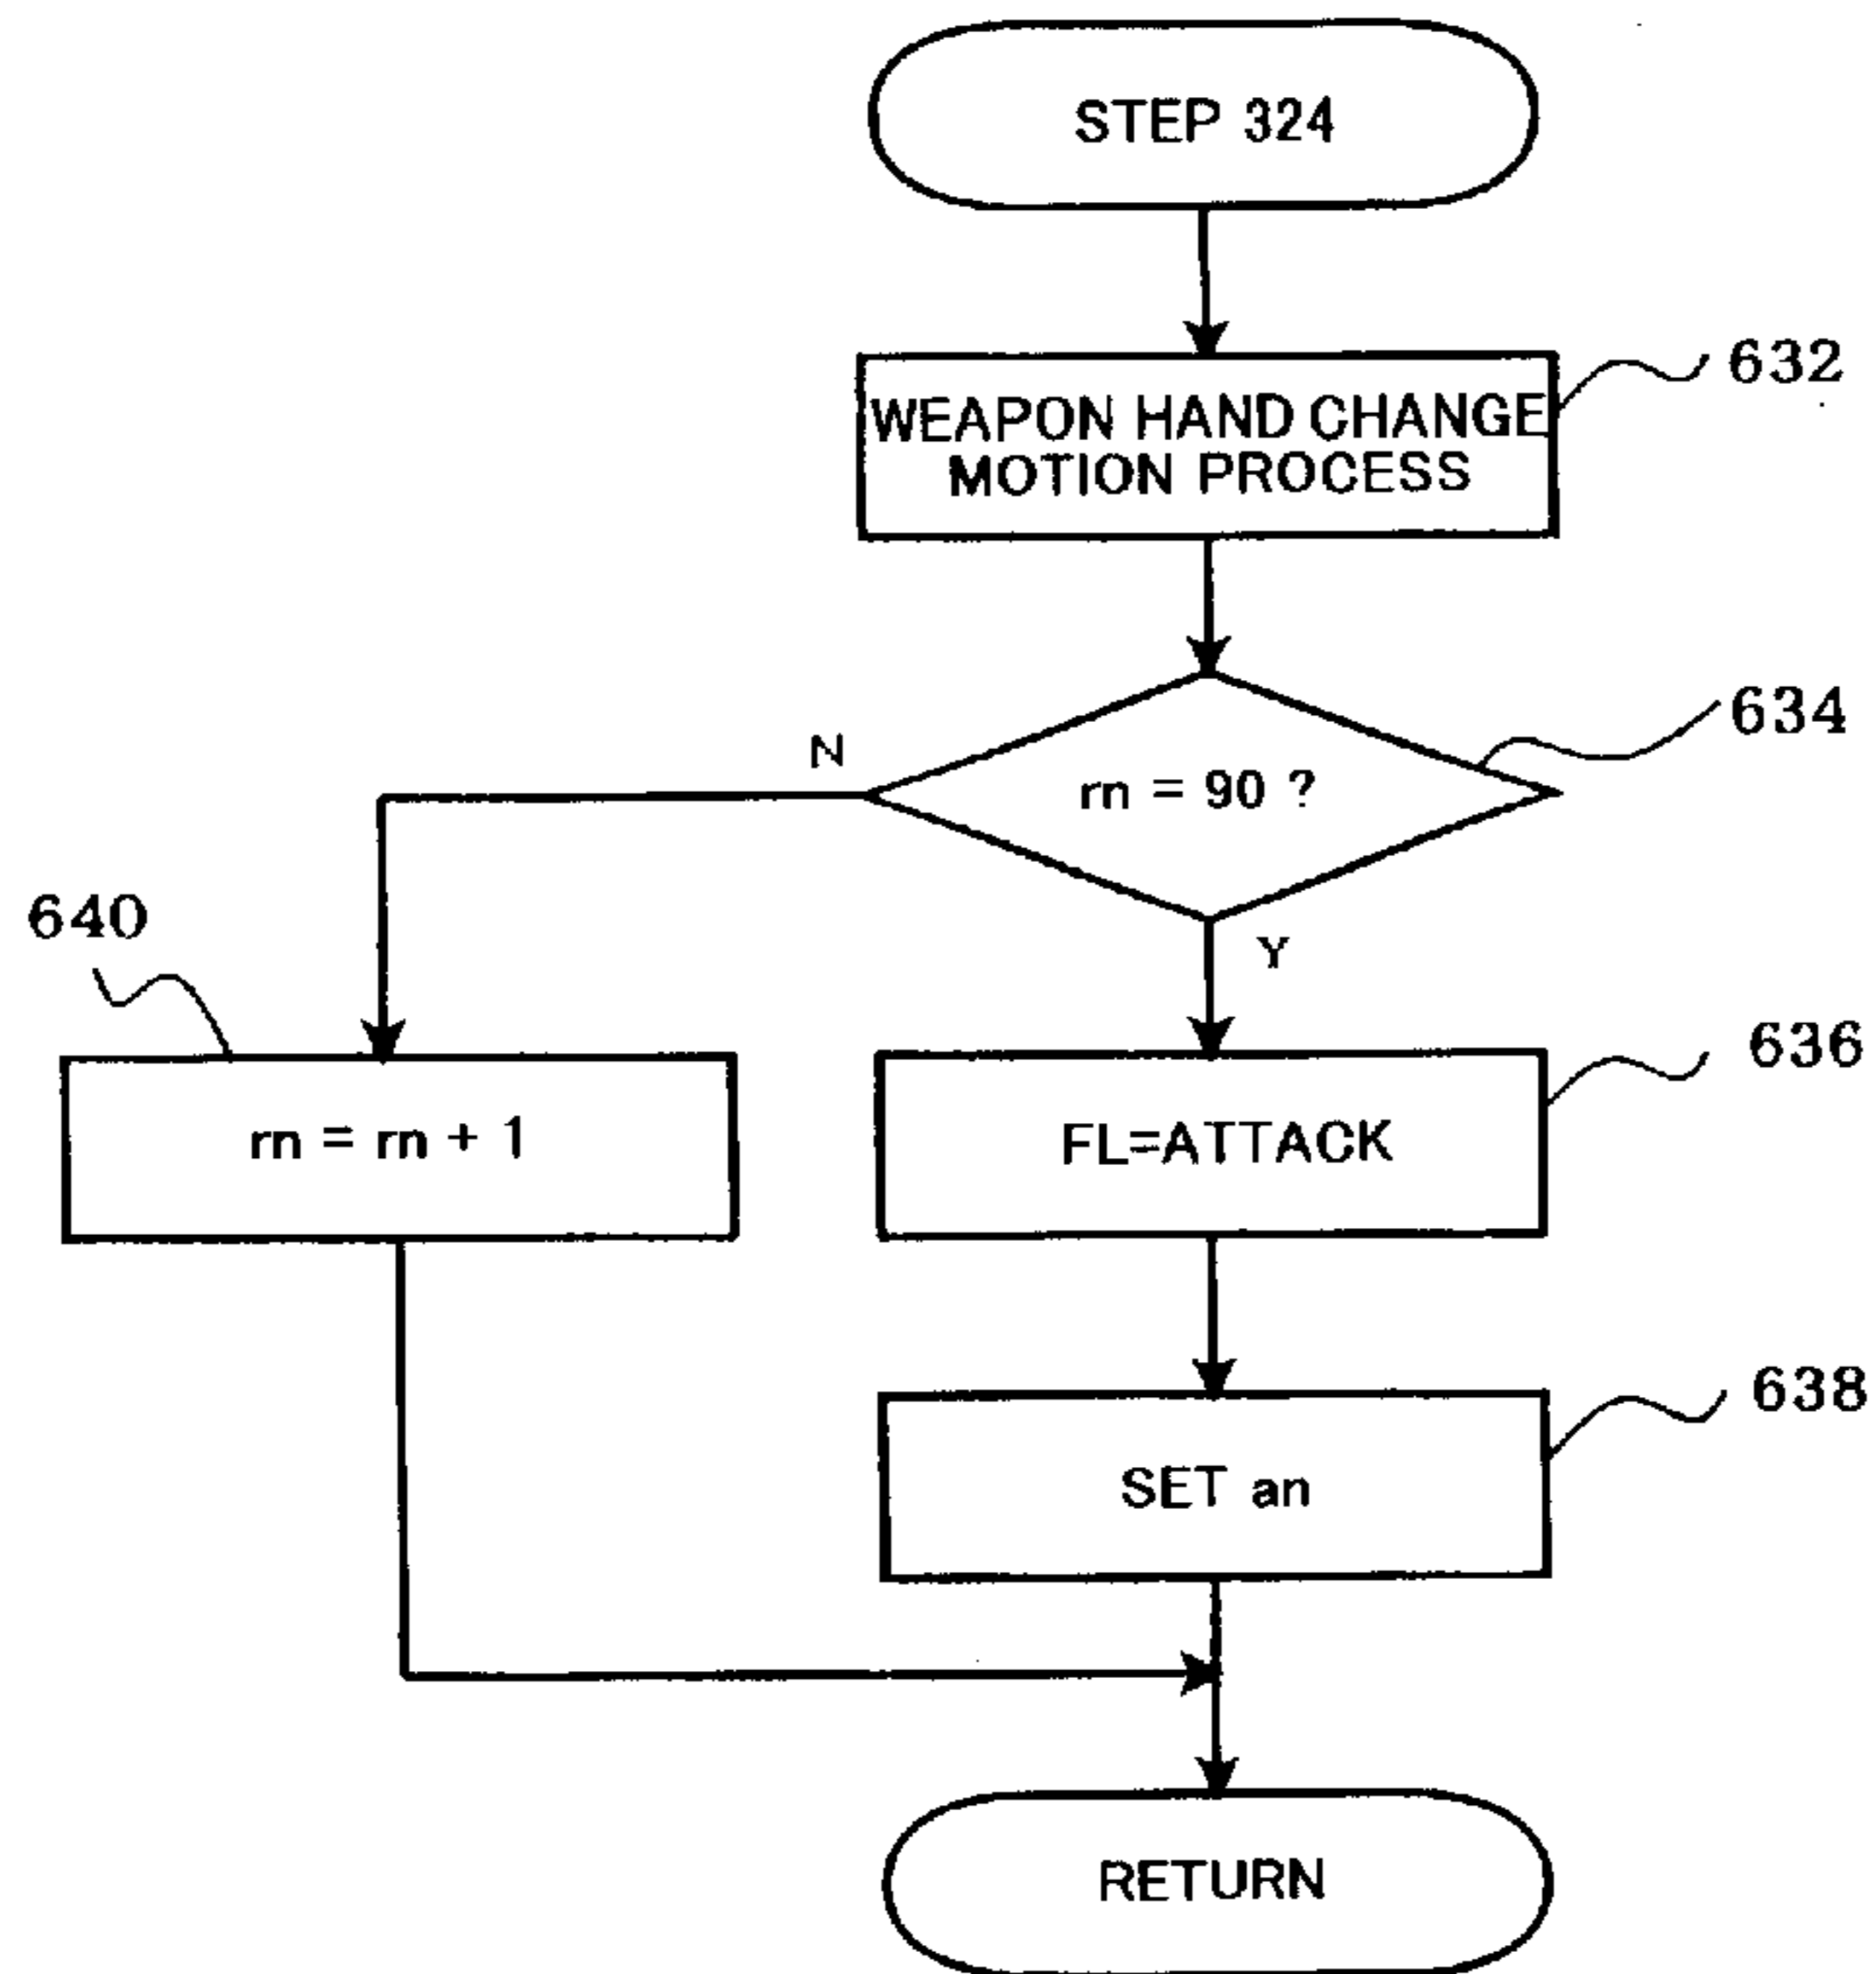 STEP 324
632
WEAPON HAND CHANGE
MOTION PROCESS
634
N
rn = 90 ?
640
Y
636
rn = rn + 1
FL=ATTACK
638
SET an
RETURN